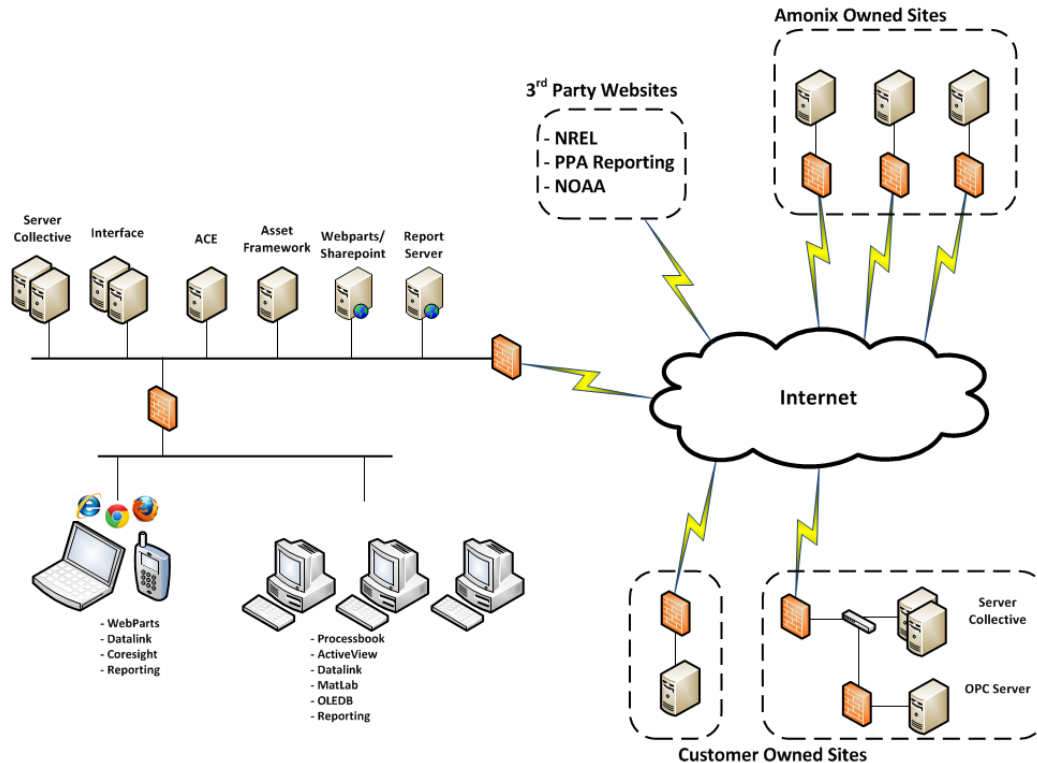 Amonix Owned Sites
3rd Party Websites
- NREL
- PPA Reporting
- NOAA
Server
Collective
Interface
ACE
Asset
Framework
Webparts/
Sharepoint
Report
Server
Internet
- WebParts
- Datalink
- Coresight
- Reporting
- Processbook
- ActiveView
- Datalink
- MatLab
- OLEDB
- Reporting
Server
Collective
OPC Server
Customer Owned Sites